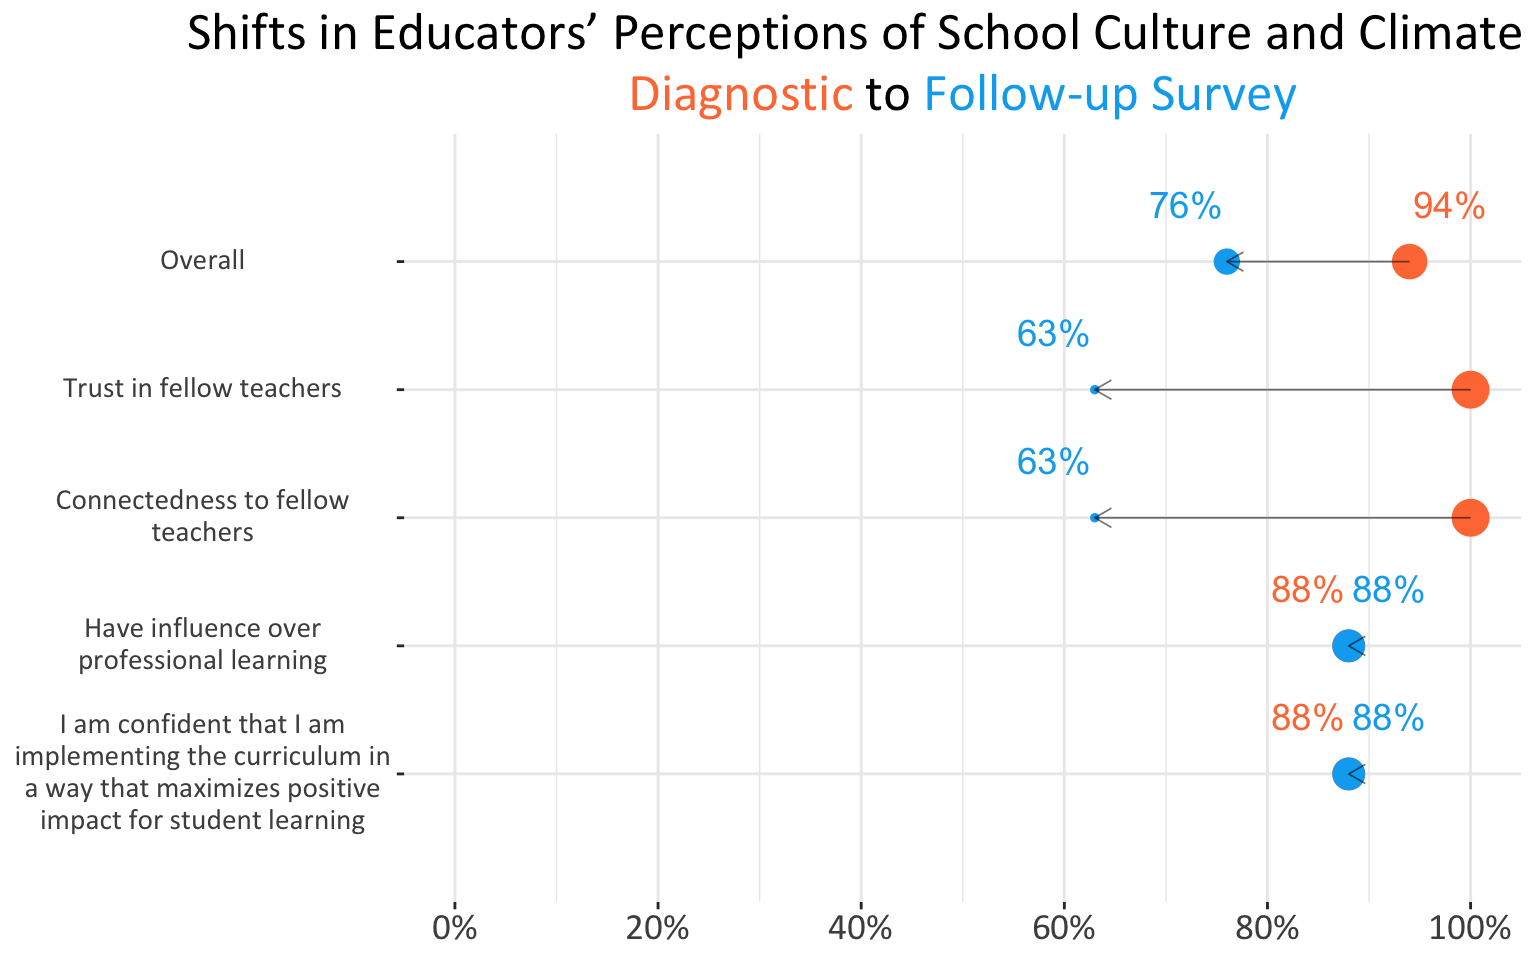 Shifts in Educators’ Perceptions of School Culture and Climate
Diagnostic to Follow-up Survey
76% 94%
Overall
63%
Trust in fellow teachers
63%
Connectedness to fellow
teachers
88% 88%
Have influence over
professional learning
88% 88%
I am confident that I am
implementing the curriculum in
a way that maximizes positive
impact for student learning
0% 20% 40% 60% 80% 100%